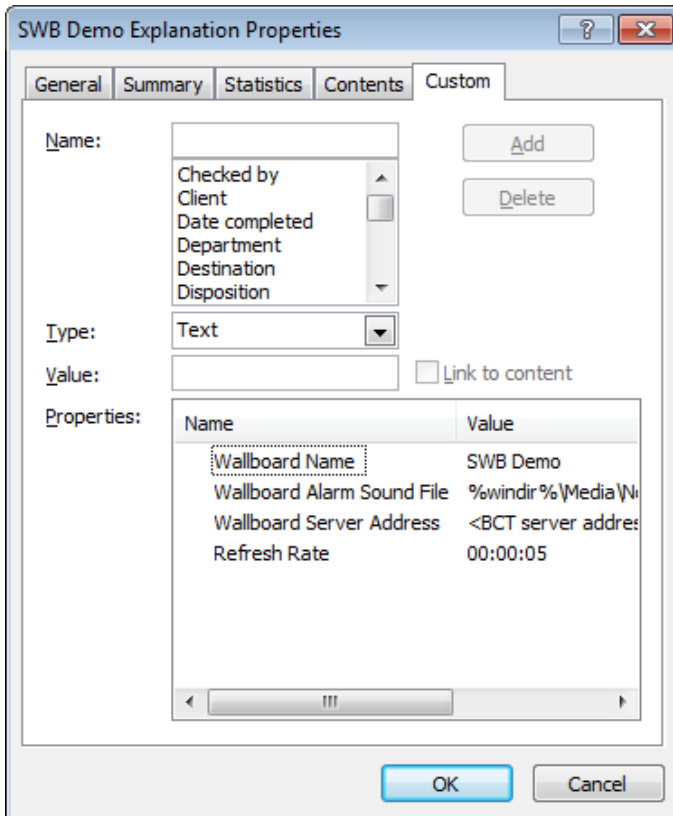 SWB Demo Explanation Properties
General Summary Statistics Contents Custom
Name:
Add
Checked by
Client
Delete
Date completed
Department
Destination
Disposition
Type: Text
Value: Link to content
Properties: Name Value
Wallboard Name SWB Demo
Wallboard Alarm Sound File %windir%\Media\N
Wallboard Server Address <BCT server addres
Refresh Rate 00:00:05
OK Cancel